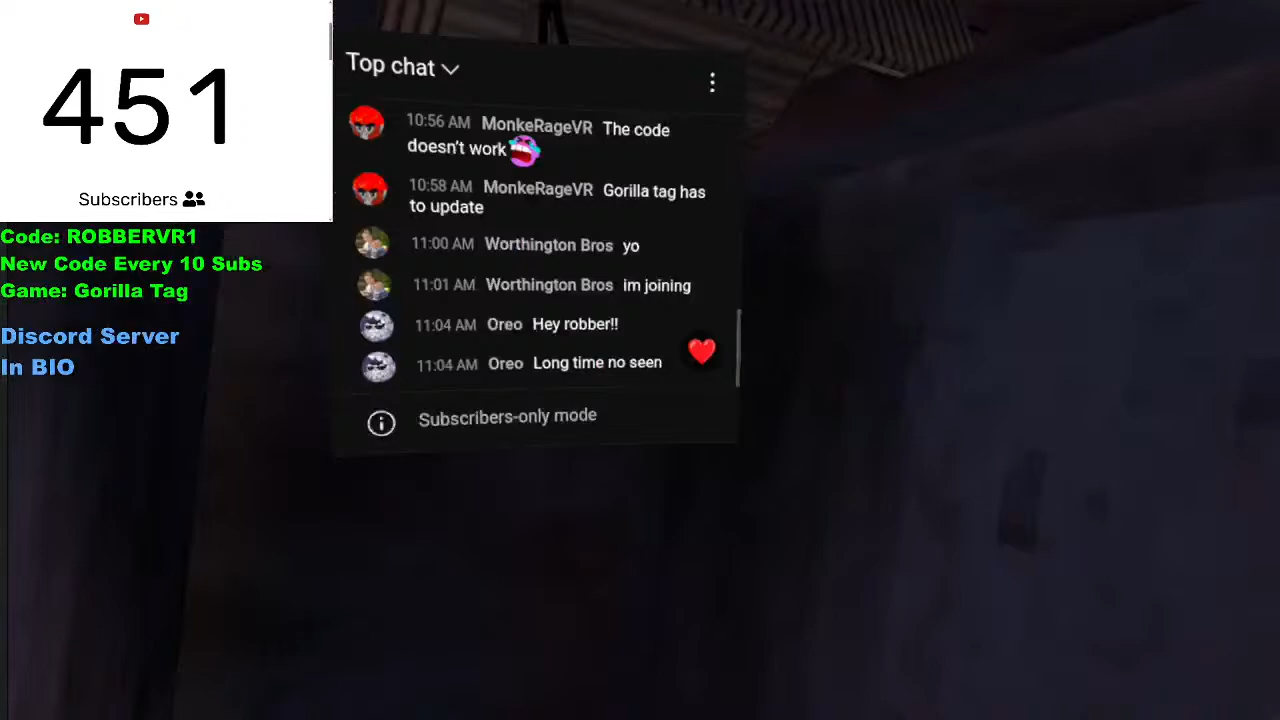 451
Subscribers
Code: ROBBERVR1
New Code Every 10 Subs
Game: Gorilla Tag
Discord Server
In BIO
Top chat
10:56 AM MonkeRageVR The code
doesn't work
10:58 AM MonkeRageVR Gorilla tag has
to update
11:00 AM Worthington Bros yo
11:01 AM Worthington Bros im joining
11:04 AM Oreo Hey robber!!
11:04 AM Oreo Long time no seen
Subscribers-only mode